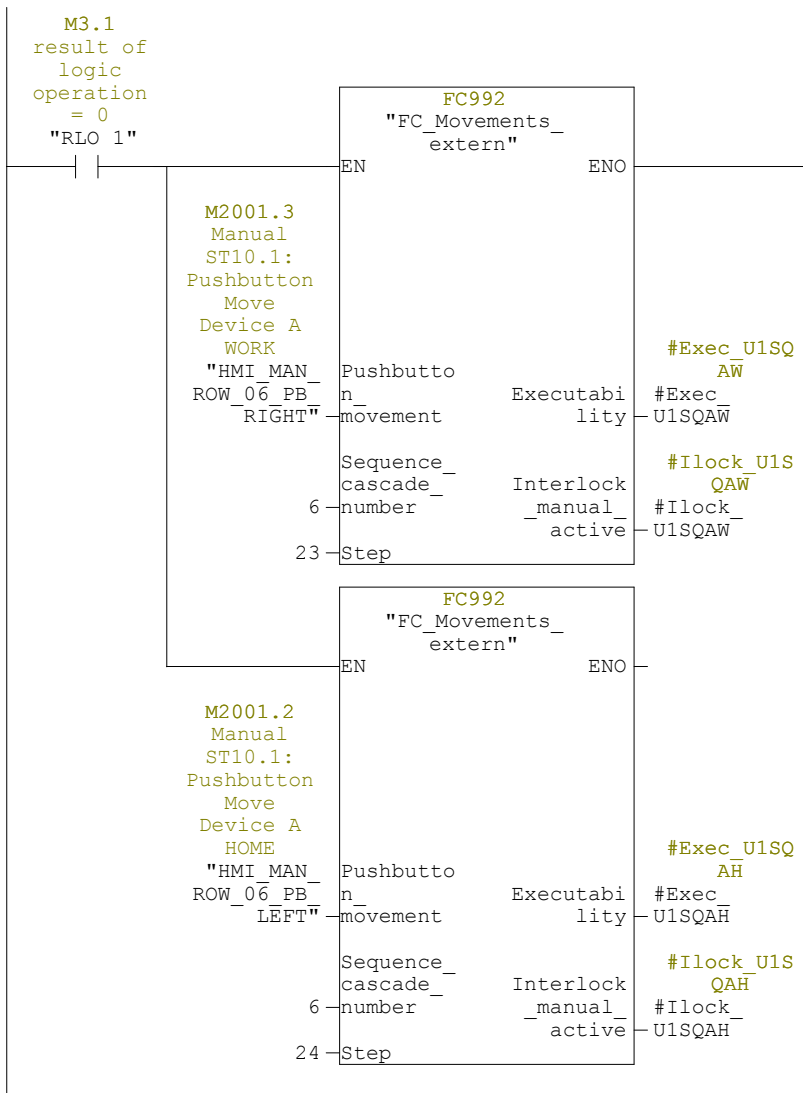 M3.1
result of
logic
operation
= 0
"RLO 1"
FC992
"FC_Movements_
extern"
EN
ENO
M2001.3
Manual
ST10.1:
Pushbutton
Move
Device A
WORK
"HMI_MAN_
ROW_06_PB_
RIGHT"
Pushbutto
n_
movement
Executabi
lity
#Exec_U1SQ
AW
#Exec_
U1SQAW
6
Sequence_
cascade_
number
Interlock
_manual_
active
#Ilock_U1S
QAW
#Ilock_
U1SQAW
23
Step
FC992
"FC_Movements_
extern"
EN
ENO
M2001.2
Manual
ST10.1:
Pushbutton
Move
Device A
HOME
"HMI_MAN_
ROW_06_PB_
LEFT"
Pushbutto
n_
movement
Executabi
lity
#Exec_U1SQ
AH
#Exec_
U1SQAH
6
Sequence_
cascade_
number
Interlock
_manual_
active
#Ilock_U1S
QAH
#Ilock_
U1SQAH
24
Step